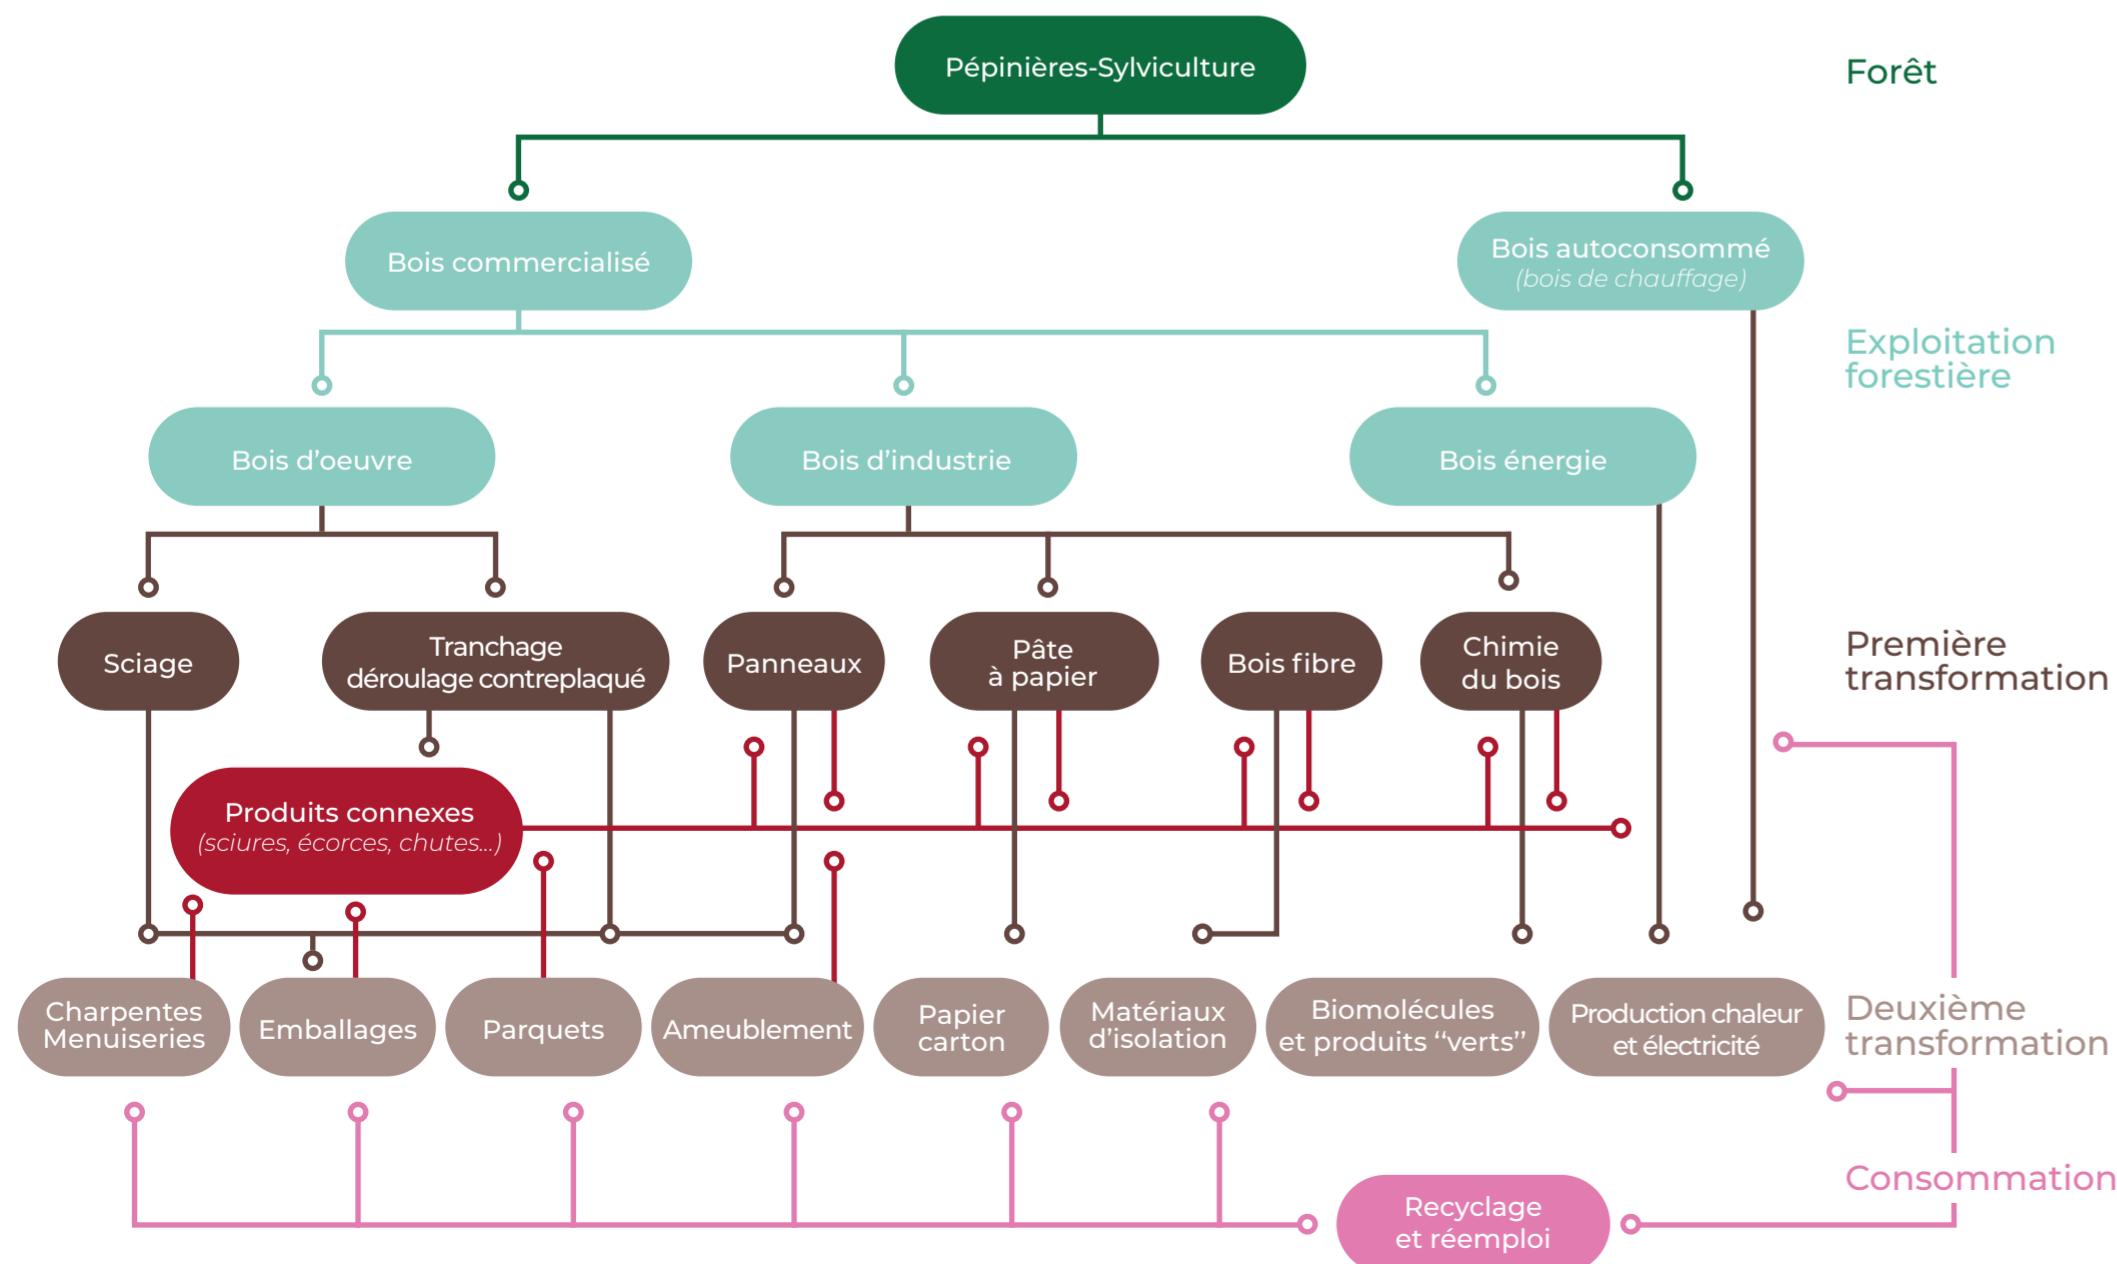 Pépinières-Sylviculture
Forêt
Bois commercialisé
Bois autoconsommé
(bois de chauffage)
Exploitation
forestière
Bois d’oeuvre
Bois d’industrie
Bois énergie
Sciage
Tranchage
déroulage contreplaqué
Panneaux
Pâte
à papier
Bois fibre
Chimie
du bois
Première
transformation
Produits connexes
(sciures, écorces, chutes...)
Charpentes
Menuiseries
Emballages
Parquets
Ameublement
Papier
carton
Matériaux
d’isolation
Biomolécules
et produits “verts”
Production chaleur
et électricité
Deuxième
transformation
Consommation
Recyclage
et réemploi